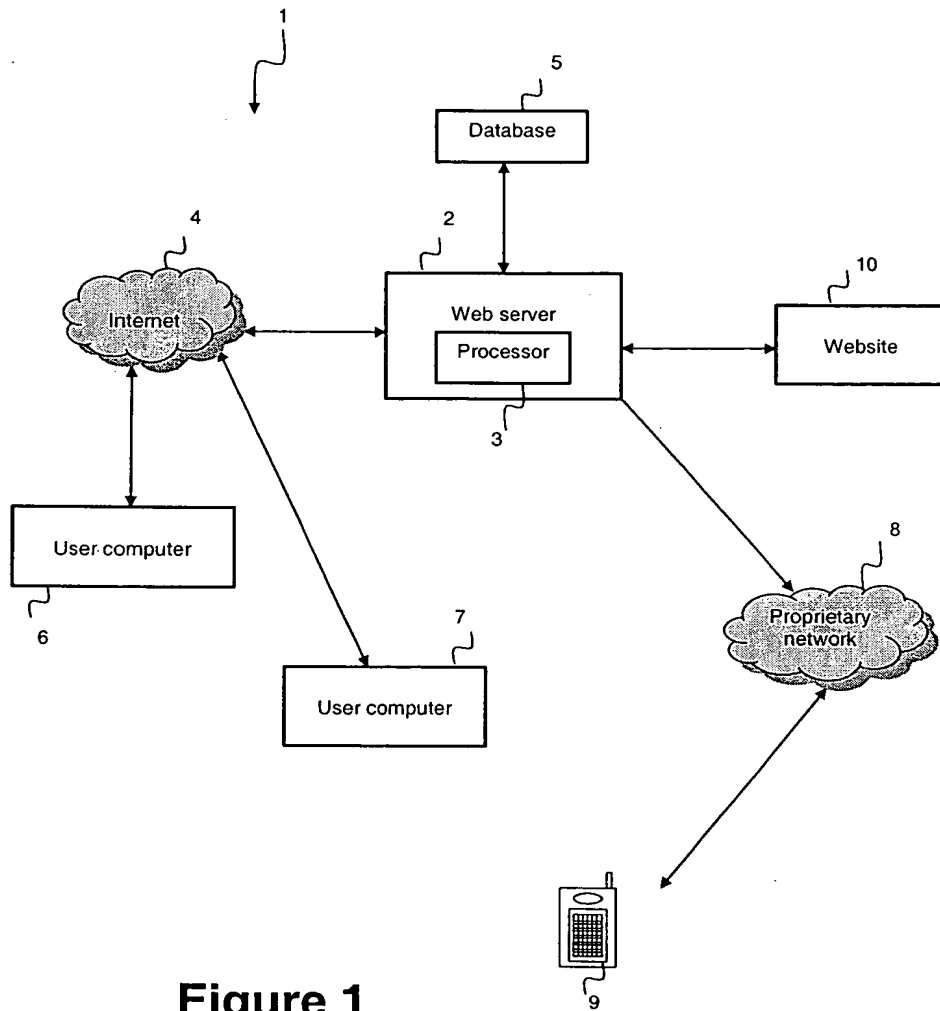 1
5
Database
4
2
10
Internet
Web server
Processor
Website
3
User computer
8
6
Proprietary
network
7
User computer
9
Figure 1